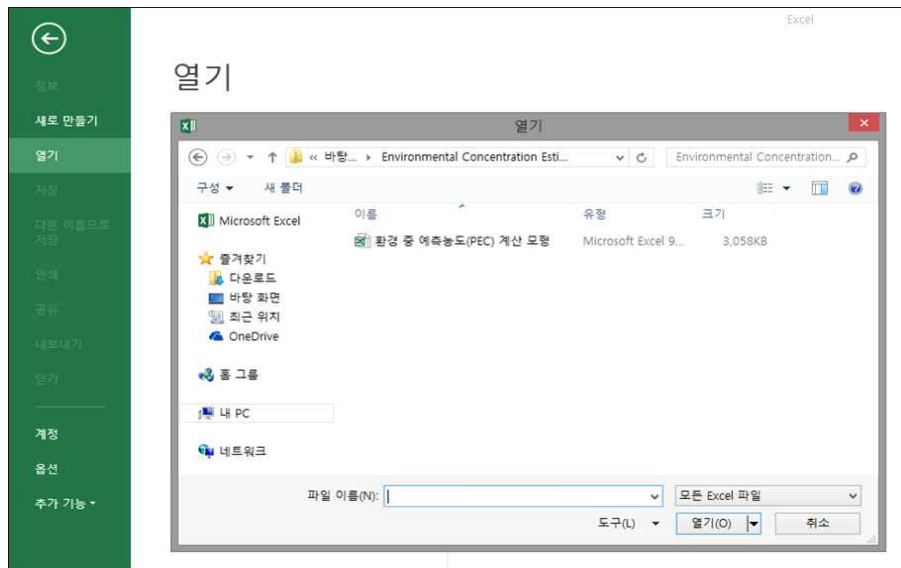 Excel
정보
새로 만들기
열기
저장
다른 이름으로
저장
인쇄
공유
내보내기
닫기
계정
옵션
추가 기능
열기
열기
« 바탕... Environmental Concentration Esti...
Environmental Concentration...
구성 새 폴더
이름 유형 크기
환경 중 예측농도(PEC) 계산 모형 Microsoft Excel 9... 3,058KB
Microsoft Excel
즐겨찾기
다운로드
바탕 화면
최근 위치
OneDrive
홈 그룹
내 PC
네트워크
파일 이름(N): 모든 Excel 파일
도구(L) 열기(O) 취소